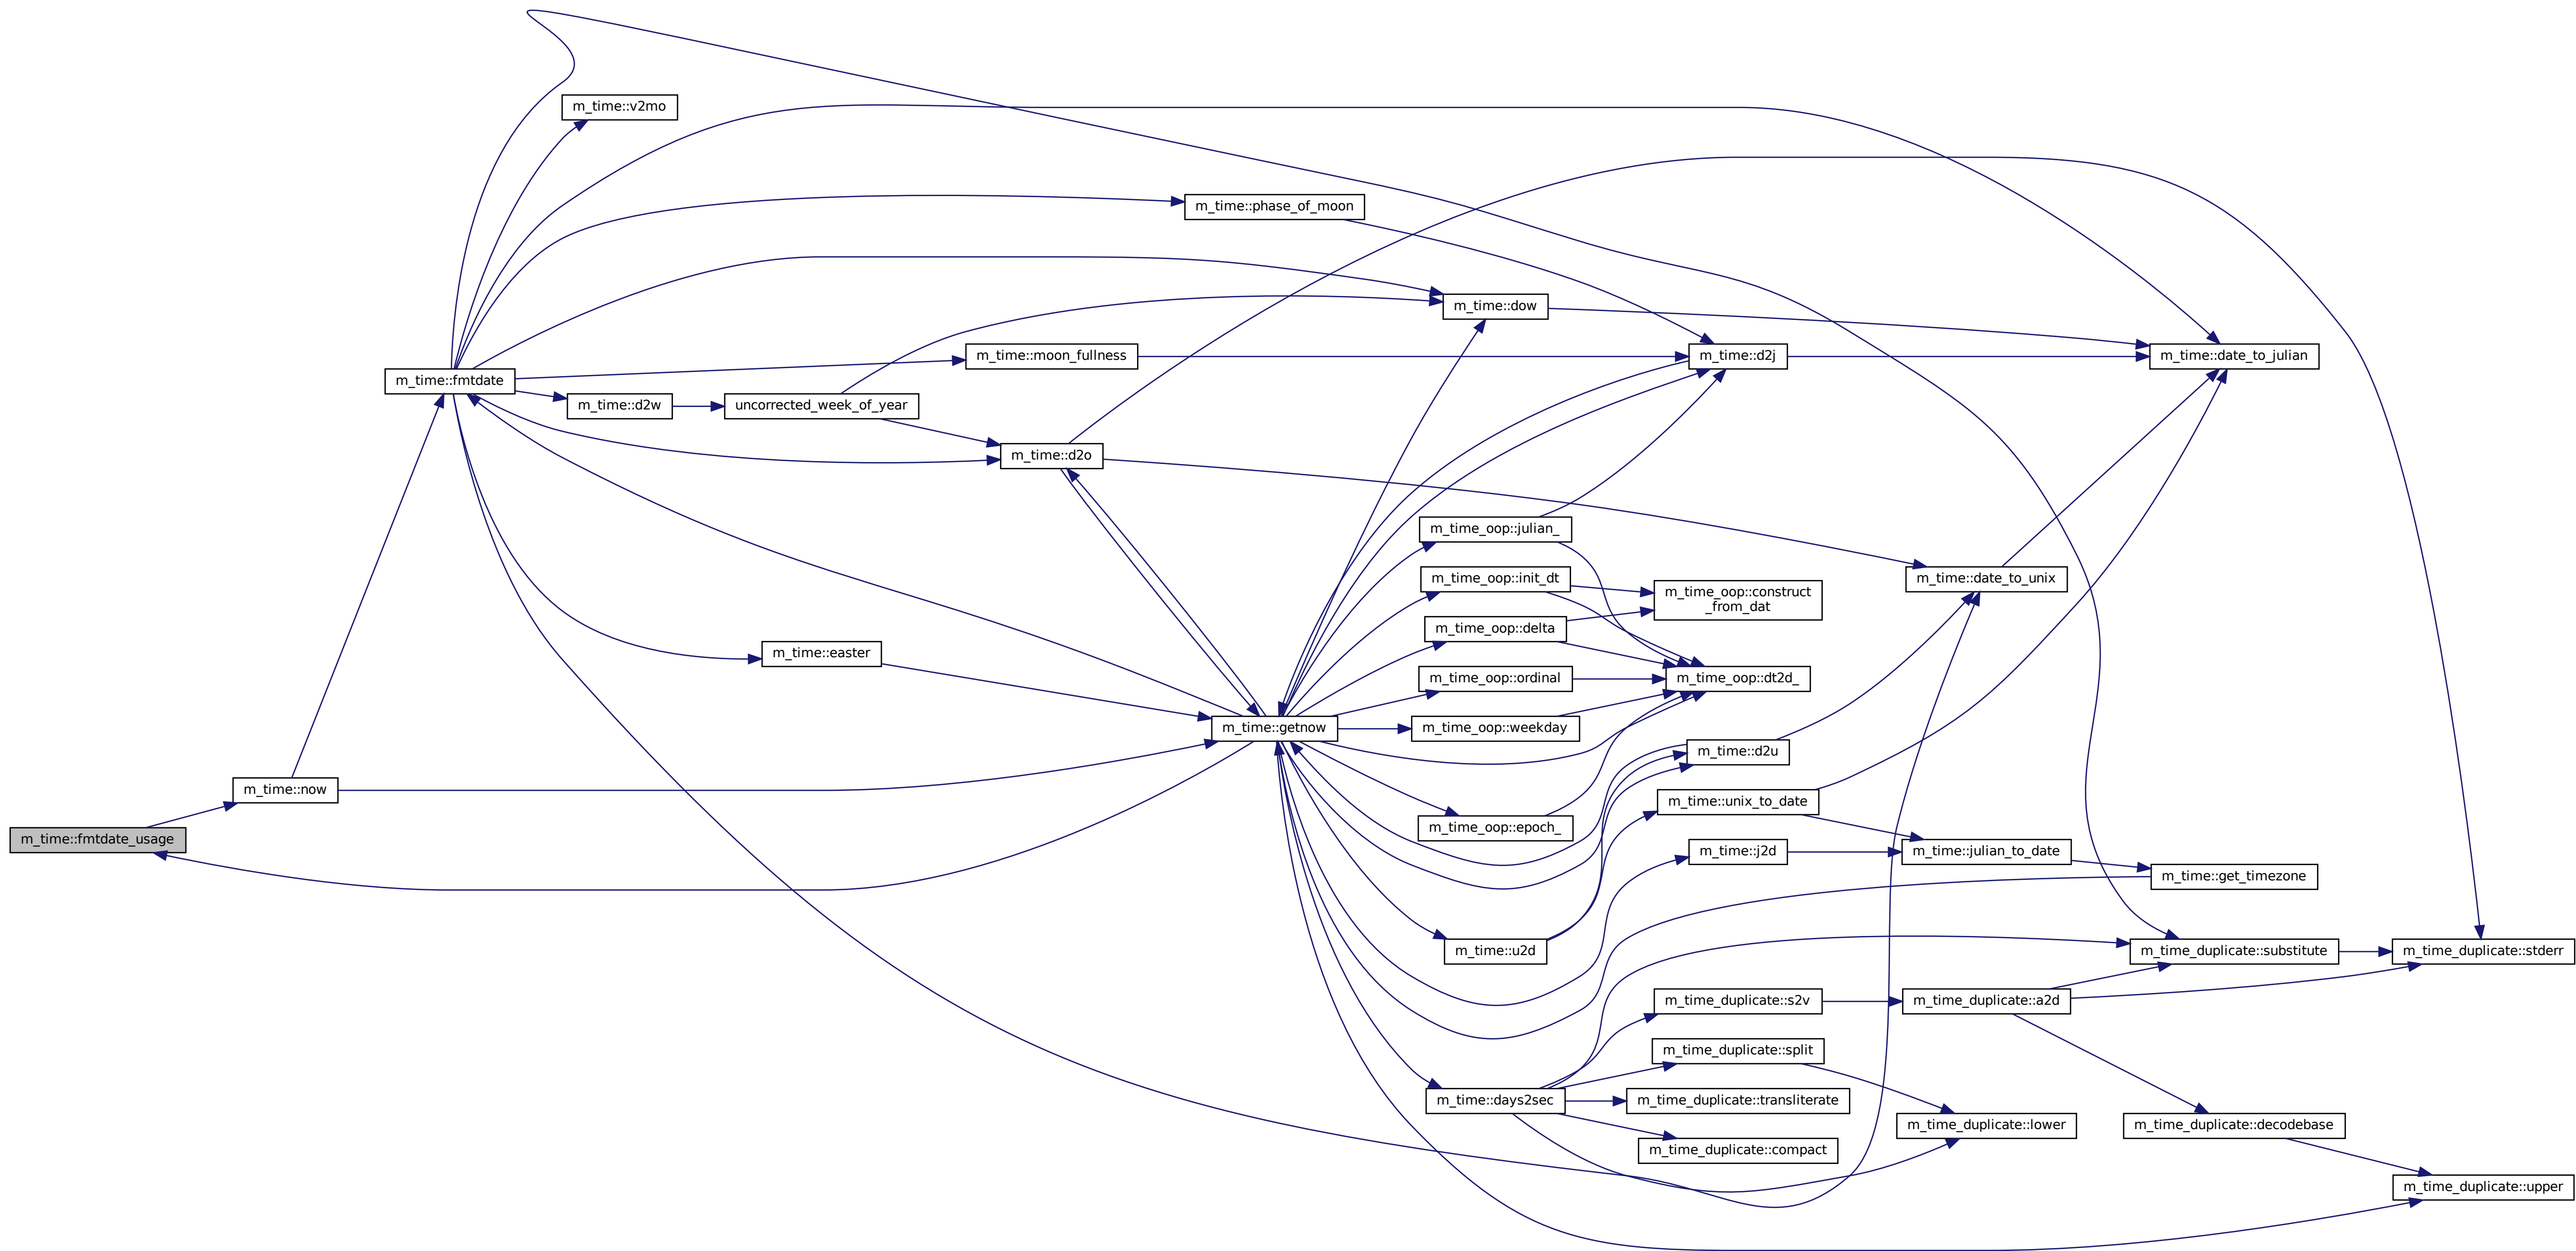 m_time::v2mo
m_time::phase_of_moon
m_time::dow
m_time::moon_fullness
m_time::d2j
m_time::date_to_julian
m_time::fmtdate
m_time::d2w
uncorrected_week_of_year
m_time::d2o
m_time_oop::julian_
m_time_oop::init_dt
m_time::date_to_unix
m_time_oop::construct
_from_dat
m_time_oop::delta
m_time::easter
m_time_oop::ordinal
m_time_oop::dt2d_
m_time::getnow
m_time_oop::weekday
m_time::d2u
m_time::now
m_time::unix_to_date
m_time_oop::epoch_
m_time::fmtdate_usage
m_time::j2d
m_time::julian_to_date
m_time::get_timezone
m_time::u2d
m_time_duplicate::substitute
m_time_duplicate::stderr
m_time_duplicate::s2v
m_time_duplicate::a2d
m_time_duplicate::split
m_time::days2sec
m_time_duplicate::transliterate
m_time_duplicate::lower
m_time_duplicate::decodebase
m_time_duplicate::compact
m_time_duplicate::upper